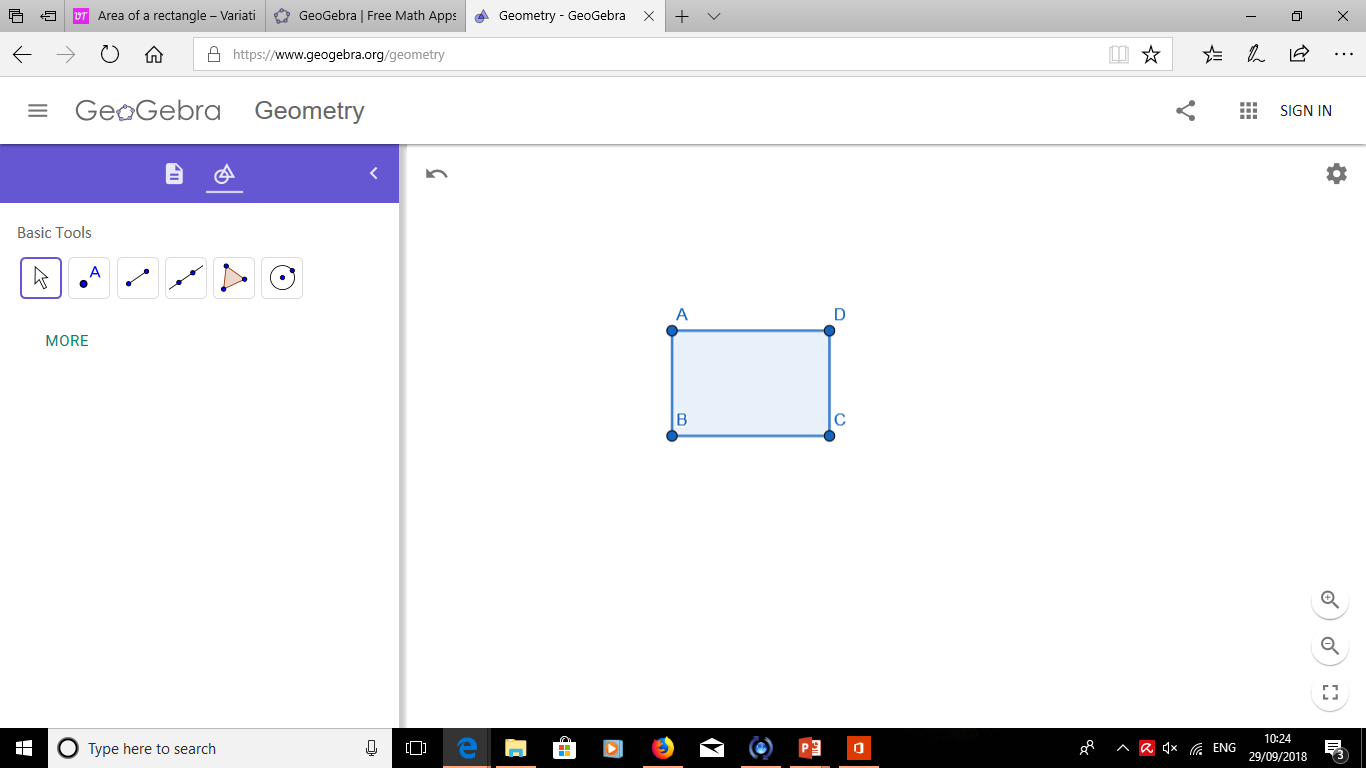 Area of a rectangle – Variati
GeoGebra | Free Math Apps
Geometry - GeoGebra
https://www.geogebra.org/geometry
GeoGebra
Geometry
SIGN IN
Basic Tools
A
MORE
A
D
B
C
Type here to search
ENG
10:24
29/09/2018
3